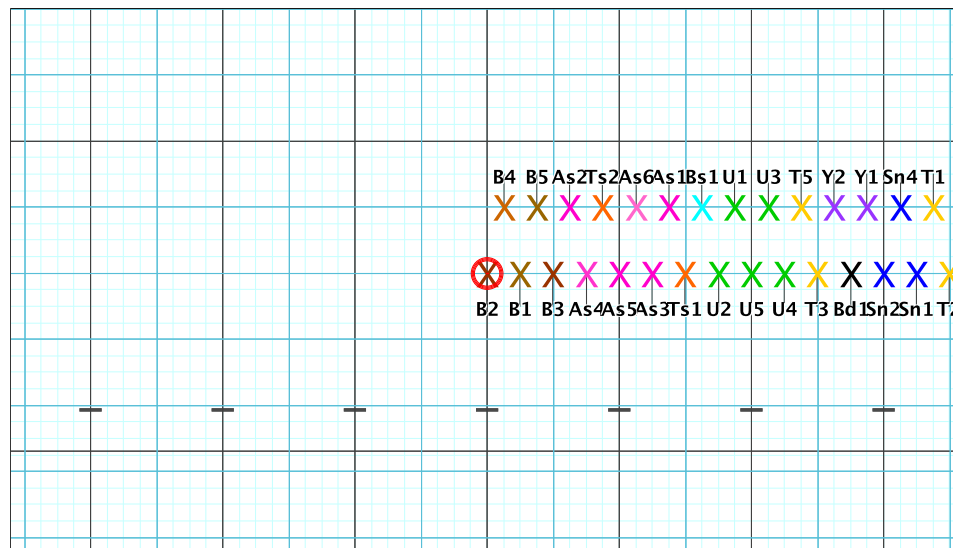 B4 B5 As2 Ts2 As6 As1 Bs1 U1 U3 T5 Y2 Y1 Sn4 T1
B2 B1 B3 As4 As5 As3 Ts1 U2 U5 U4 T3 Bd1 Sn2 Sn1 T2